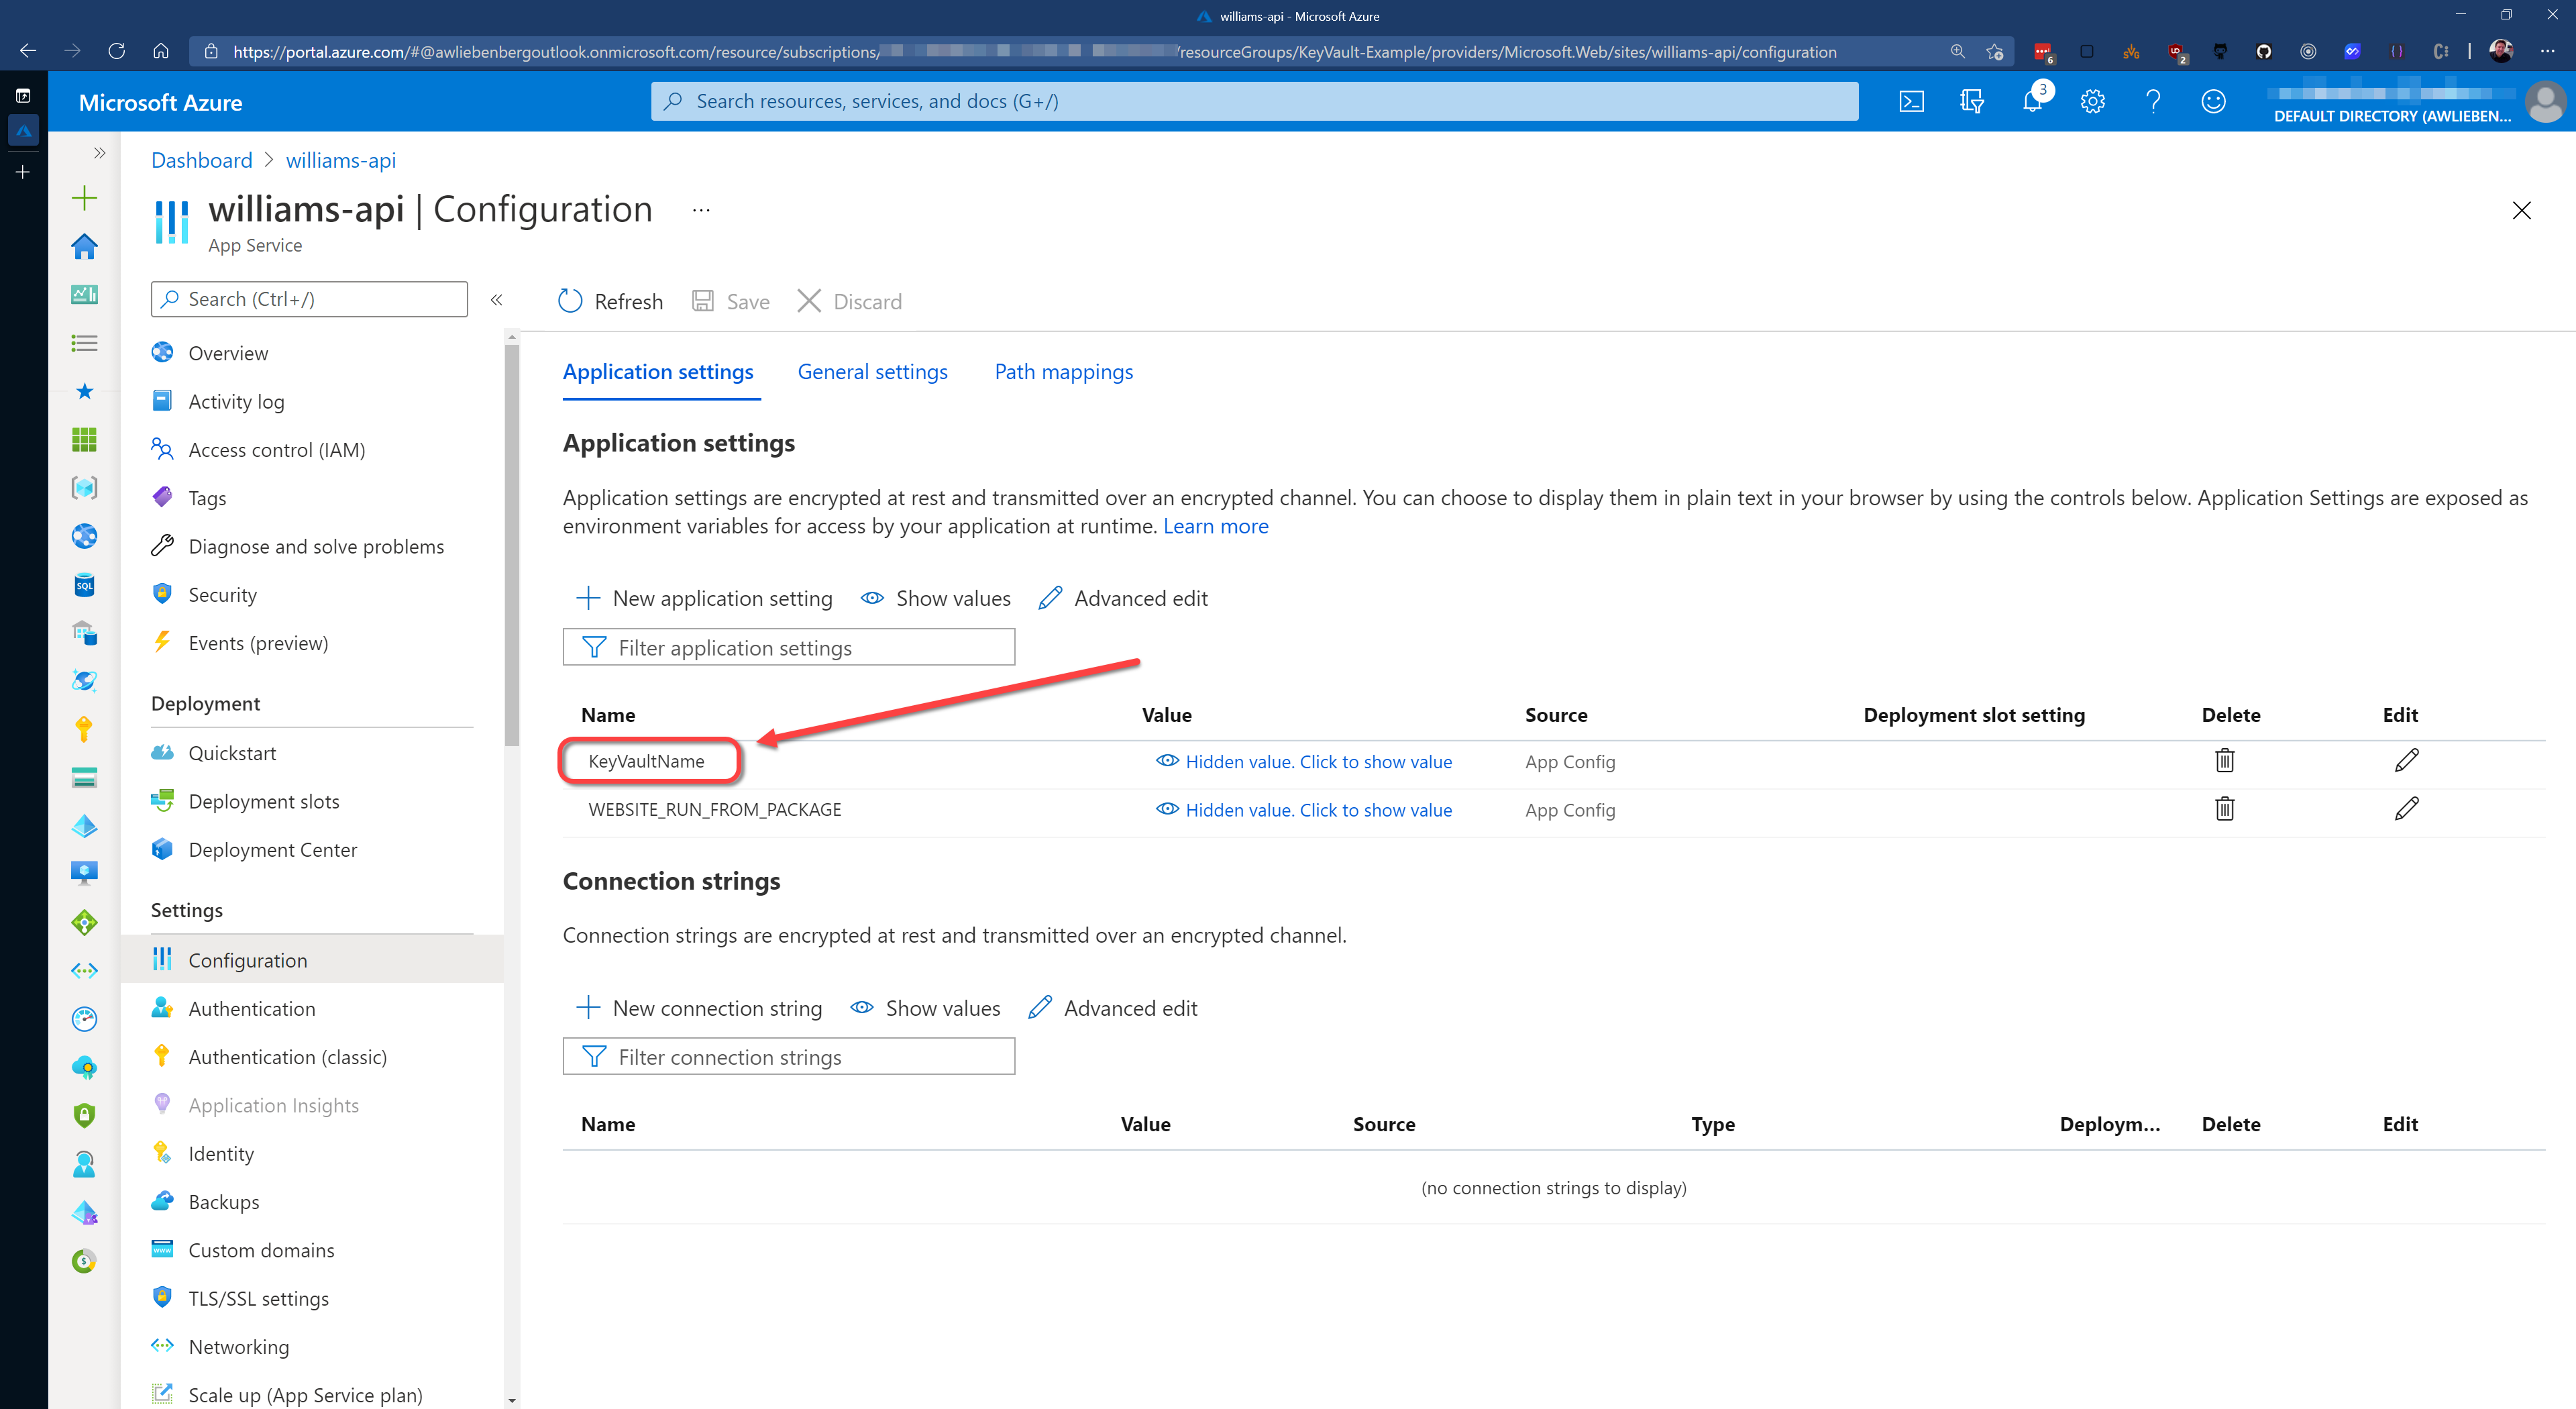 williams-api - Microsoft Azure
https://portal.azure.com/#@awliebenbergoutlook.onmicrosoft.com/resource/subscriptions/
/resourceGroups/KeyVault-Example/providers/Microsoft.Web/sites/williams-api/configuration
6
2
Microsoft Azure
Search resources, services, and docs (G+/)
3
DEFAULT DIRECTORY (AWLIEBEN...
Dashboard > williams-api
williams-api | Configuration ...
App Service
Search (Ctrl+/)
«
Refresh
Save
Discard
Overview
Activity log
Access control (IAM)
Tags
Diagnose and solve problems
Security
Events (preview)
Deployment
Quickstart
Deployment slots
Deployment Center
Settings
Configuration
Authentication
Authentication (classic)
Application Insights
Identity
Backups
Custom domains
TLS/SSL settings
Networking
Scale up (App Service plan)
Application settings
General settings
Path mappings
Application settings
Application settings are encrypted at rest and transmitted over an encrypted channel. You can choose to display them in plain text in your browser by using the controls below. Application Settings are exposed as
environment variables for access by your application at runtime. Learn more
New application setting
Show values
Advanced edit
Filter application settings
Name Value Source Deployment slot setting Delete Edit
KeyVaultName Hidden value. Click to show value App Config
WEBSITE_RUN_FROM_PACKAGE Hidden value. Click to show value App Config
Connection strings
Connection strings are encrypted at rest and transmitted over an encrypted channel.
New connection string
Show values
Advanced edit
Filter connection strings
Name Value Source Type Deploym... Delete Edit
(no connection strings to display)